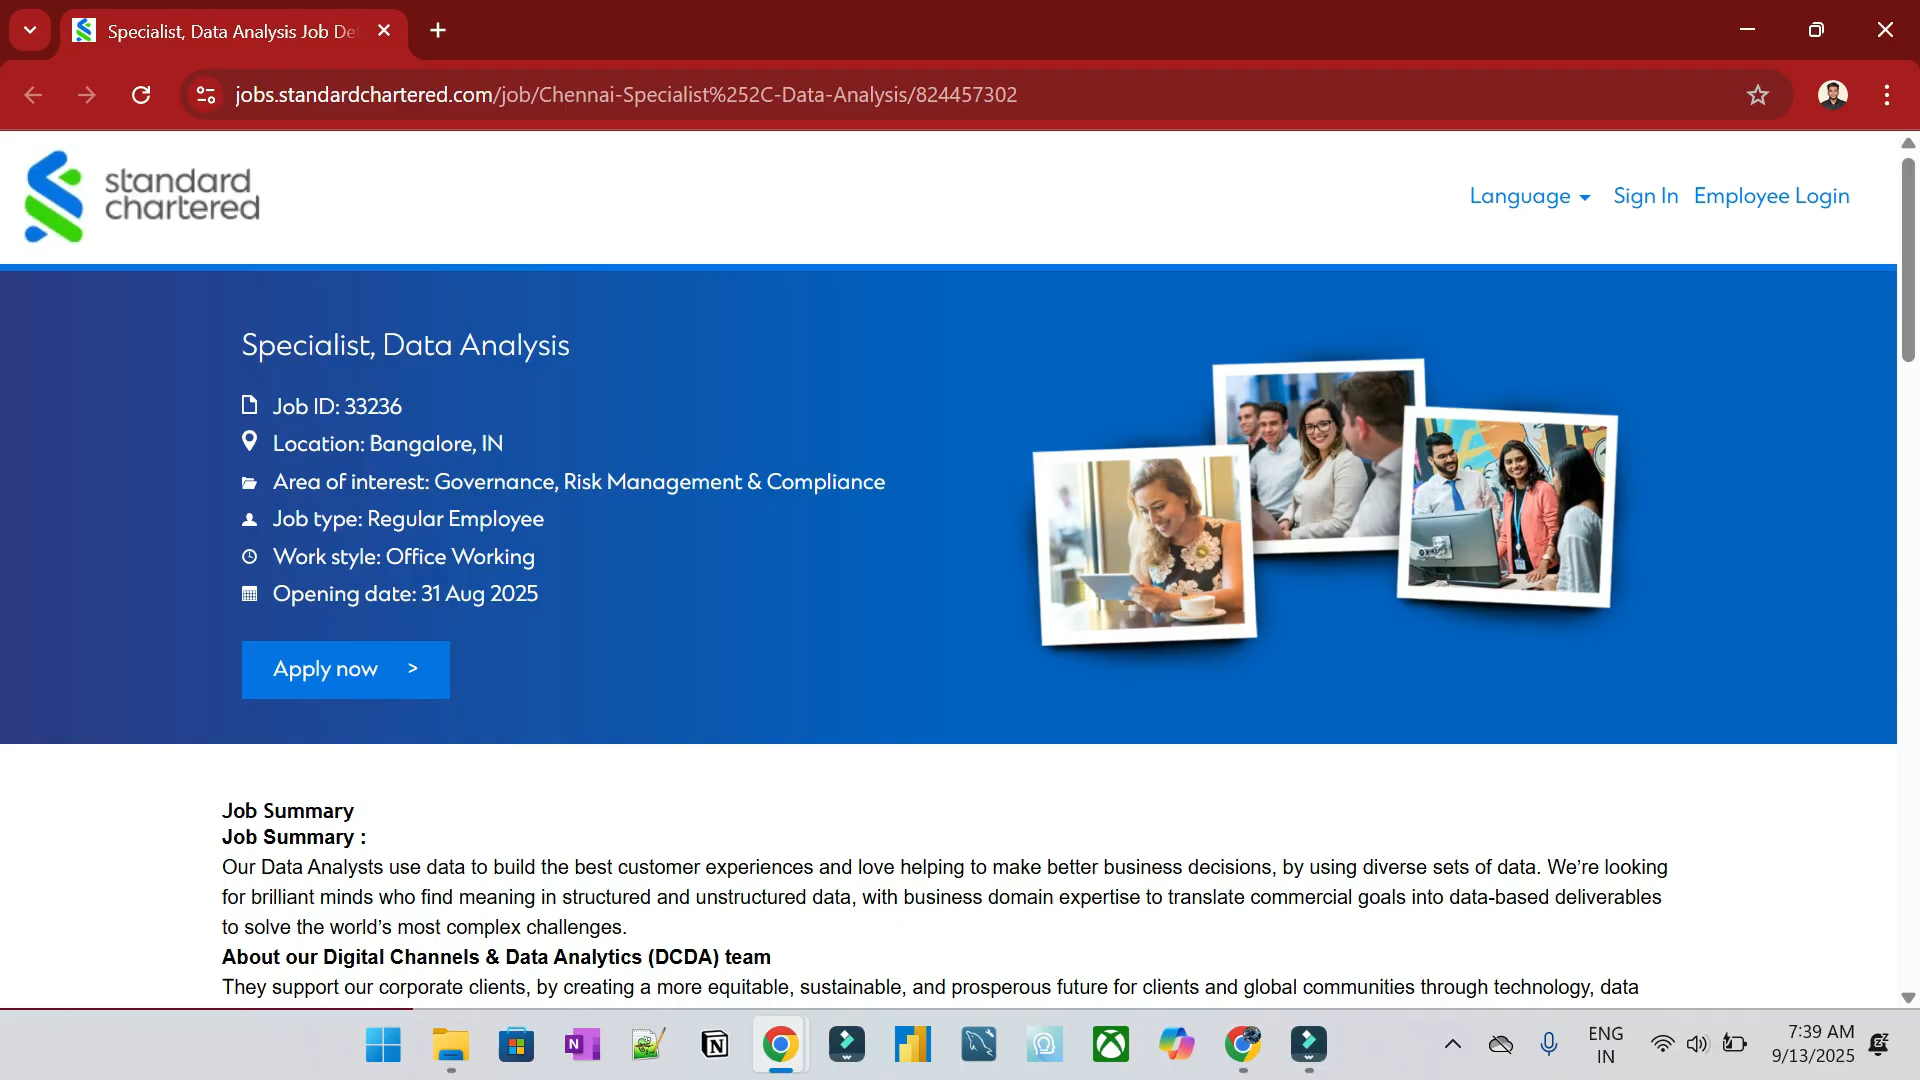 Specialist, Data Analysis Job De
jobs.standardchartered.com/job/Chennai-Specialist%252C-Data-Analysis/824457302
standard
chartered
Language
Sign In
Employee Login
Specialist, Data Analysis
Job ID: 33236
Location: Bangalore, IN
Area of interest: Governance, Risk Management & Compliance
Job type: Regular Employee
Work style: Office Working
Opening date: 31 Aug 2025
Apply now >
Job Summary
Job Summary :
Our Data Analysts use data to build the best customer experiences and love helping to make better business decisions, by using diverse sets of data. We’re looking
for brilliant minds who find meaning in structured and unstructured data, with business domain expertise to translate commercial goals into data-based deliverables
to solve the world’s most complex challenges.
About our Digital Channels & Data Analytics (DCDA) team
They support our corporate clients, by creating a more equitable, sustainable, and prosperous future for clients and global communities through technology, data
ENG
IN
7:39 AM
9/13/2025